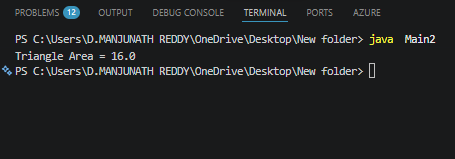 PROBLEMS 12 OUTPUT DEBUG CONSOLE TERMINAL PORTS AZURE
PS C:\Users\D.MANJUNATH REDDY\OneDrive\Desktop\New folder> java  Main2
Triangle Area = 16.0
PS C:\Users\D.MANJUNATH REDDY\OneDrive\Desktop\New folder>